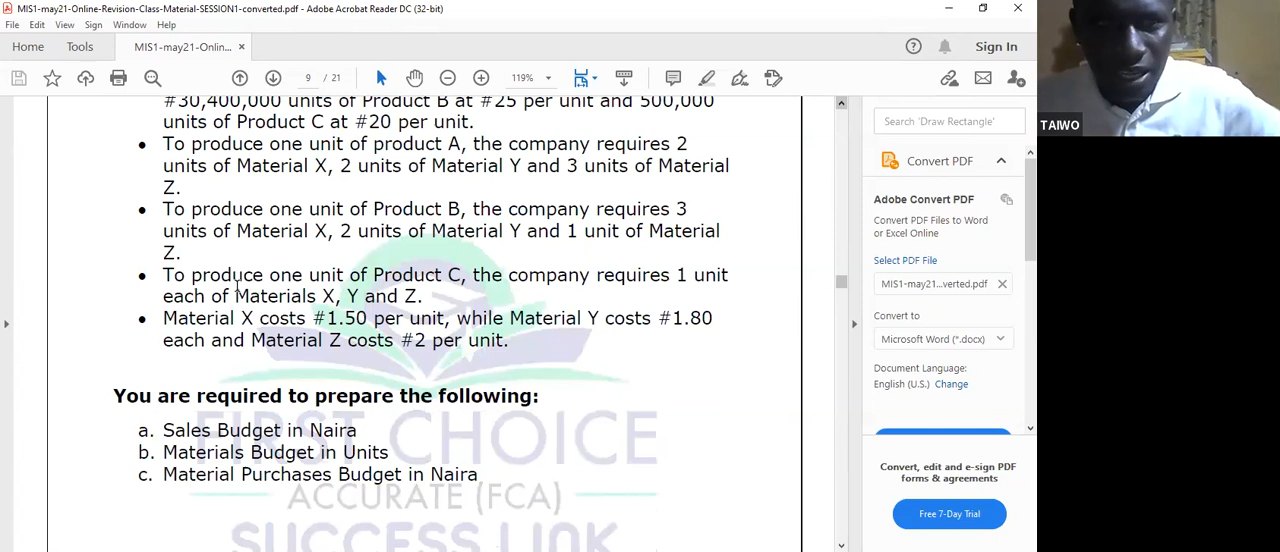 MIS1-may21-Online-Revision-Class-Material-SESSION1-converted.pdf - Adobe Acrobat Reader DC (32-bit)
File Edit View Sign Window Help
Home Tools MIS1-may21-Onlin... × Sign In
9 / 21 119%
#30,400,000 units of Product B at #25 per unit and 500,000
units of Product C at #20 per unit.
• To produce one unit of product A, the company requires 2
units of Material X, 2 units of Material Y and 3 units of Material
Z.
• To produce one unit of Product B, the company requires 3
units of Material X, 2 units of Material Y and 1 unit of Material
Z.
• To produce one unit of Product C, the company requires 1 unit
each of Materials X, Y and Z.
• Material X costs #1.50 per unit, while Material Y costs #1.80
each and Material Z costs #2 per unit.
You are required to prepare the following:
a. Sales Budget in Naira
b. Materials Budget in Units
c. Material Purchases Budget in Naira
FIRST CHOICE
ACCURATE (FCA)
SUCCESS LINK
Search 'Draw Rectangle'
Convert PDF
Adobe Convert PDF
Convert PDF Files to Word
or Excel Online
Select PDF File
MIS1-may21...verted.pdf ×
Convert to
Microsoft Word (*.docx)
Document Language:
English (U.S.) Change
Convert, edit and e-sign PDF
forms & agreements
Free 7-Day Trial
TAIWO